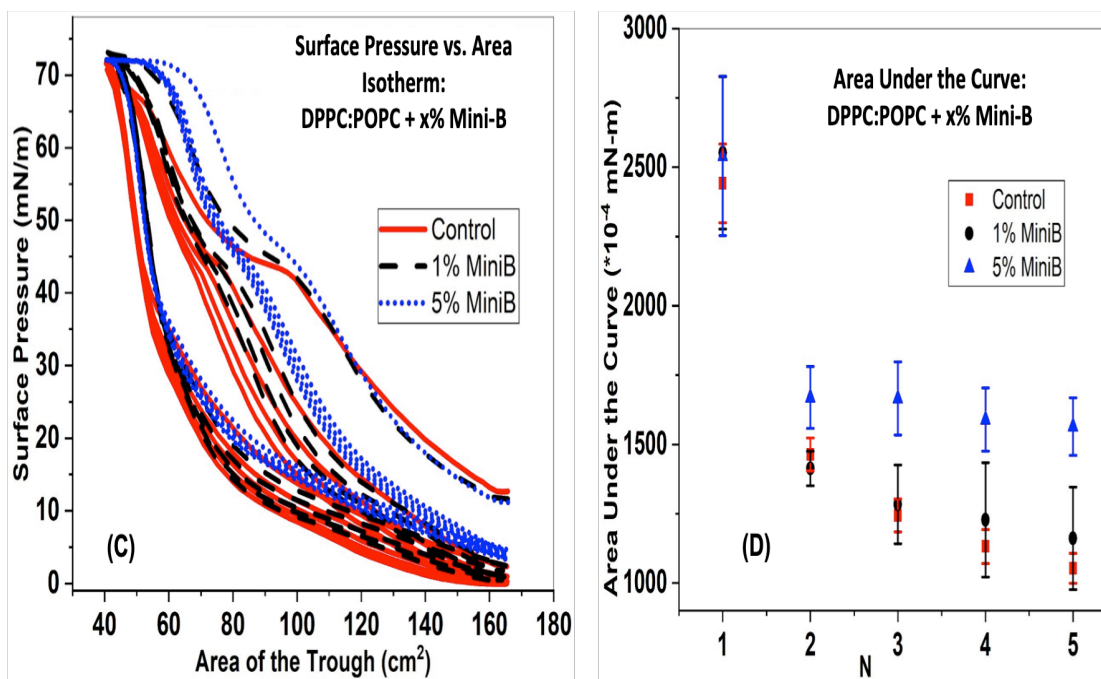 Surface Pressure vs. Area
Isotherm:
DPPC:POPC + x% Mini-B
Control
1% MiniB
5% MiniB
(C)
Surface Pressure (mN/m)
70
60
50
40
30
20
10
0
40 60 80 100 120 140 160 180
Area of the Trough (cm²)
Area Under the Curve:
DPPC:POPC + x% Mini-B
Control
1% MiniB
5% MiniB
(D)
Area Under the Curve (*10⁻⁴ mN-m)
3000
2500
2000
1500
1000
1 2 3 4 5
N